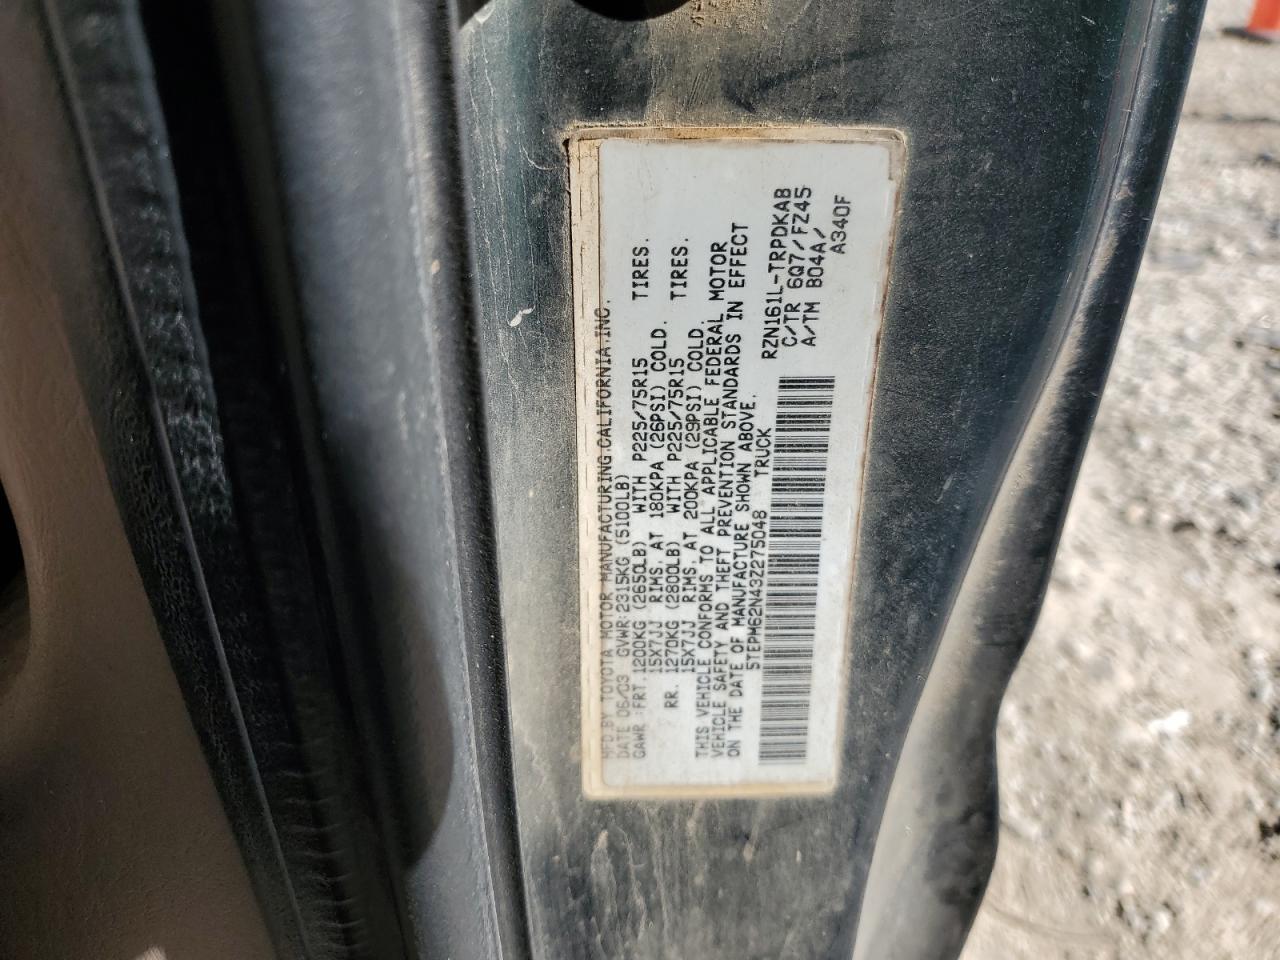 MFD.BY TOYOTA MOTOR MANUFACTURING.CALIFORNIA,INC.
DATE 06/03 GVWR:2315KG (5100LB)
GAWR :FRT.1200KG (2650LB) WITH P225/75R15 TIRES.
15X7JJ RIMS, AT 180KPA (26PSI) COLD.
RR. 1270KG (2800LB) WITH P225/75R15 TIRES.
15X7JJ RIMS, AT 200KPA (29PSI) COLD.
THIS VEHICLE CONFORMS TO ALL APPLICABLE FEDERAL MOTOR
VEHICLE SAFETY AND THEFT PREVENTION STANDARDS IN EFFECT
ON THE DATE OF MANUFACTURE SHOWN ABOVE.
5TEPM62N43Z275048 TRUCK
RZN161L-TRPDKAB
C/TR 6Q7/FZ45
A/TM B04A/
A340F